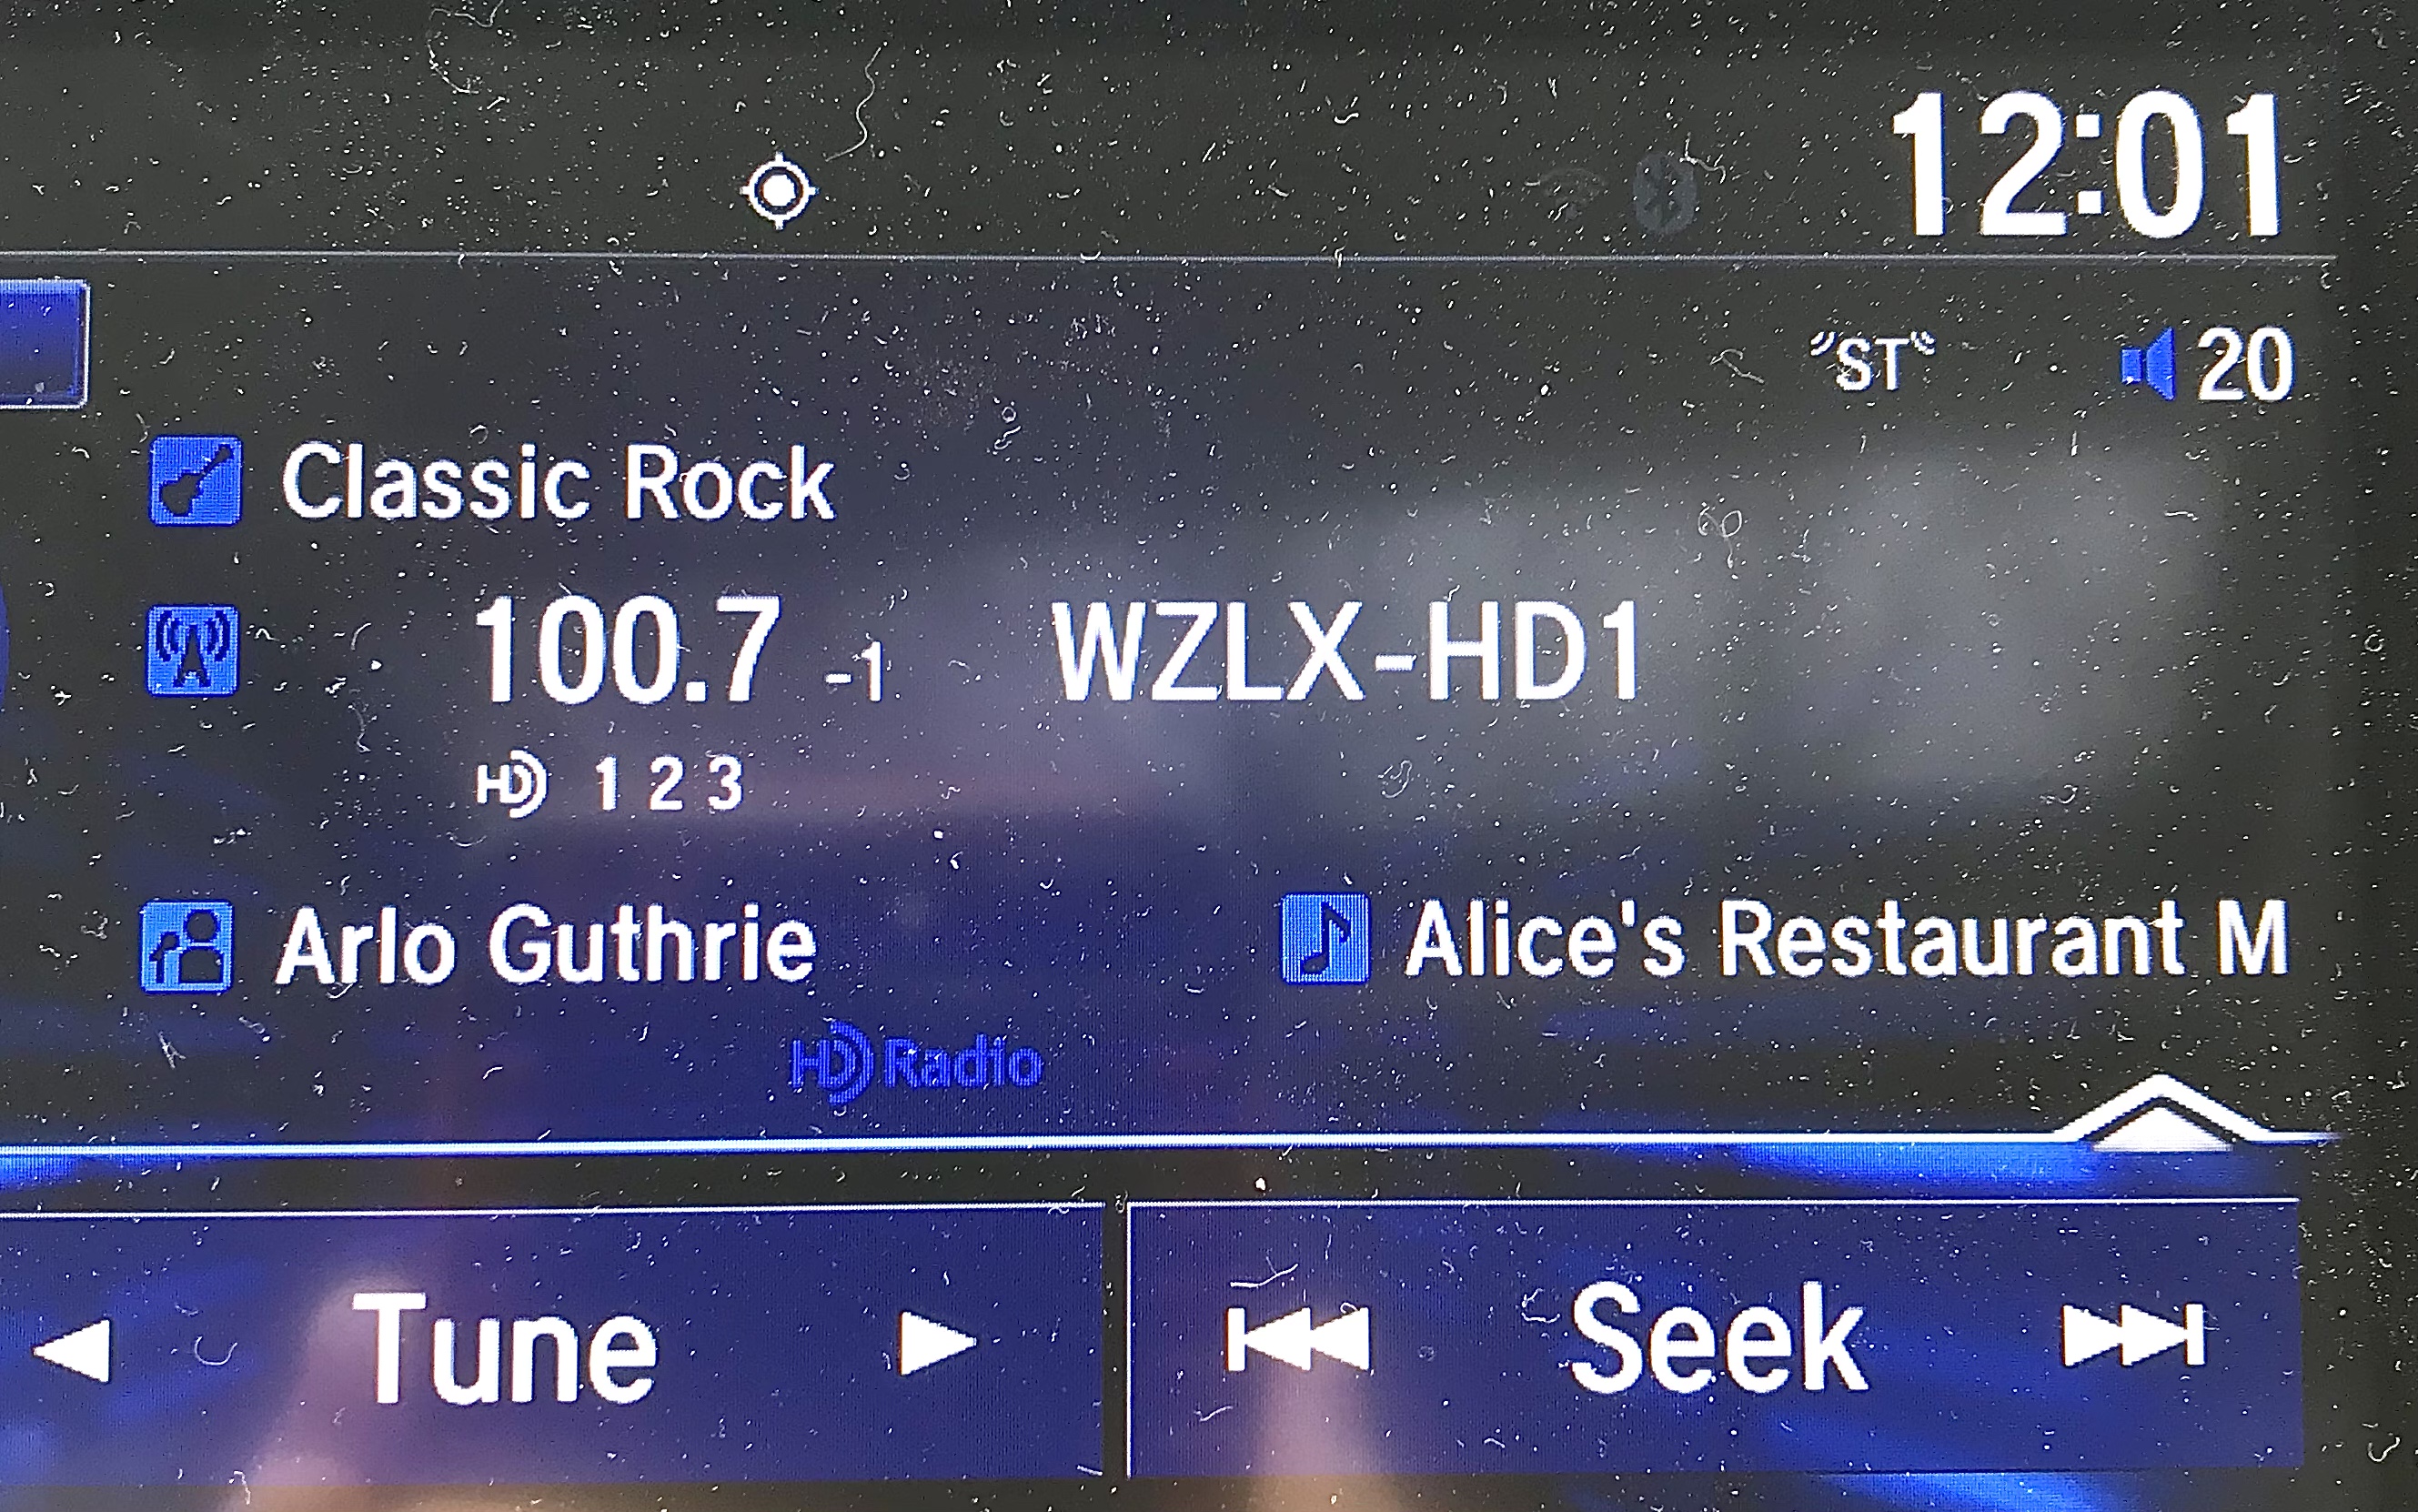 12:01
ST 20
Classic Rock
100.7 -1 WZLX-HD1
HD 1 2 3
Arlo Guthrie Alice's Restaurant M
HD Radio
Tune Seek